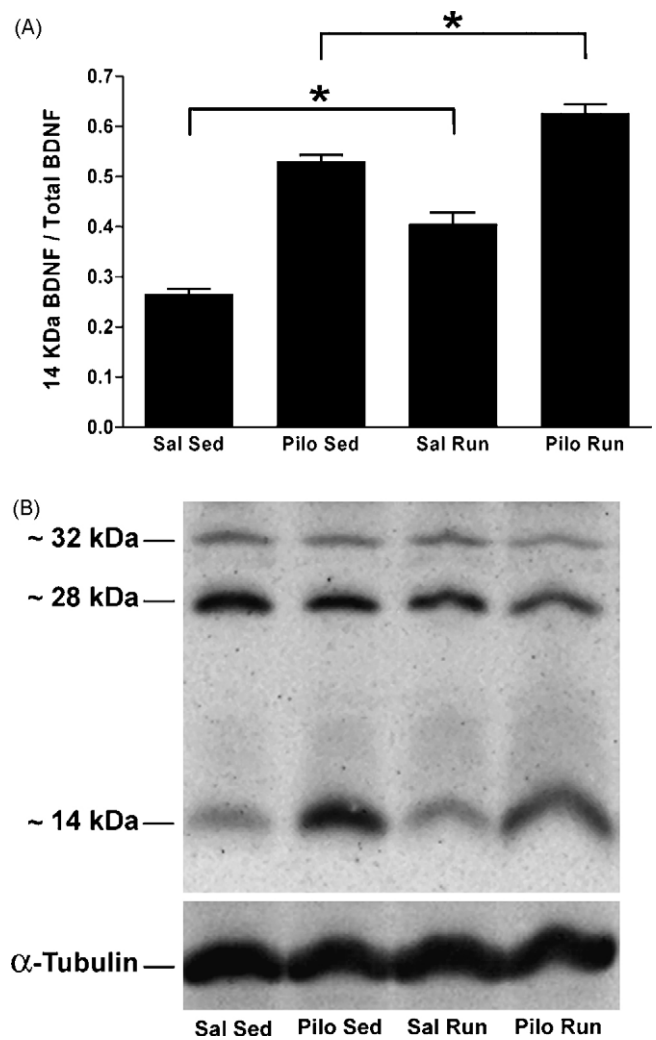 (A)
*
*
0.7
0.6
0.5
0.4
0.3
0.2
0.1
0.0
14 KDa BDNF / Total BDNF
Sal Sed Pilo Sed Sal Run Pilo Run
(B)
~ 32 kDa
~ 28 kDa
~ 14 kDa
α-Tubulin
Sal Sed Pilo Sed Sal Run Pilo Run